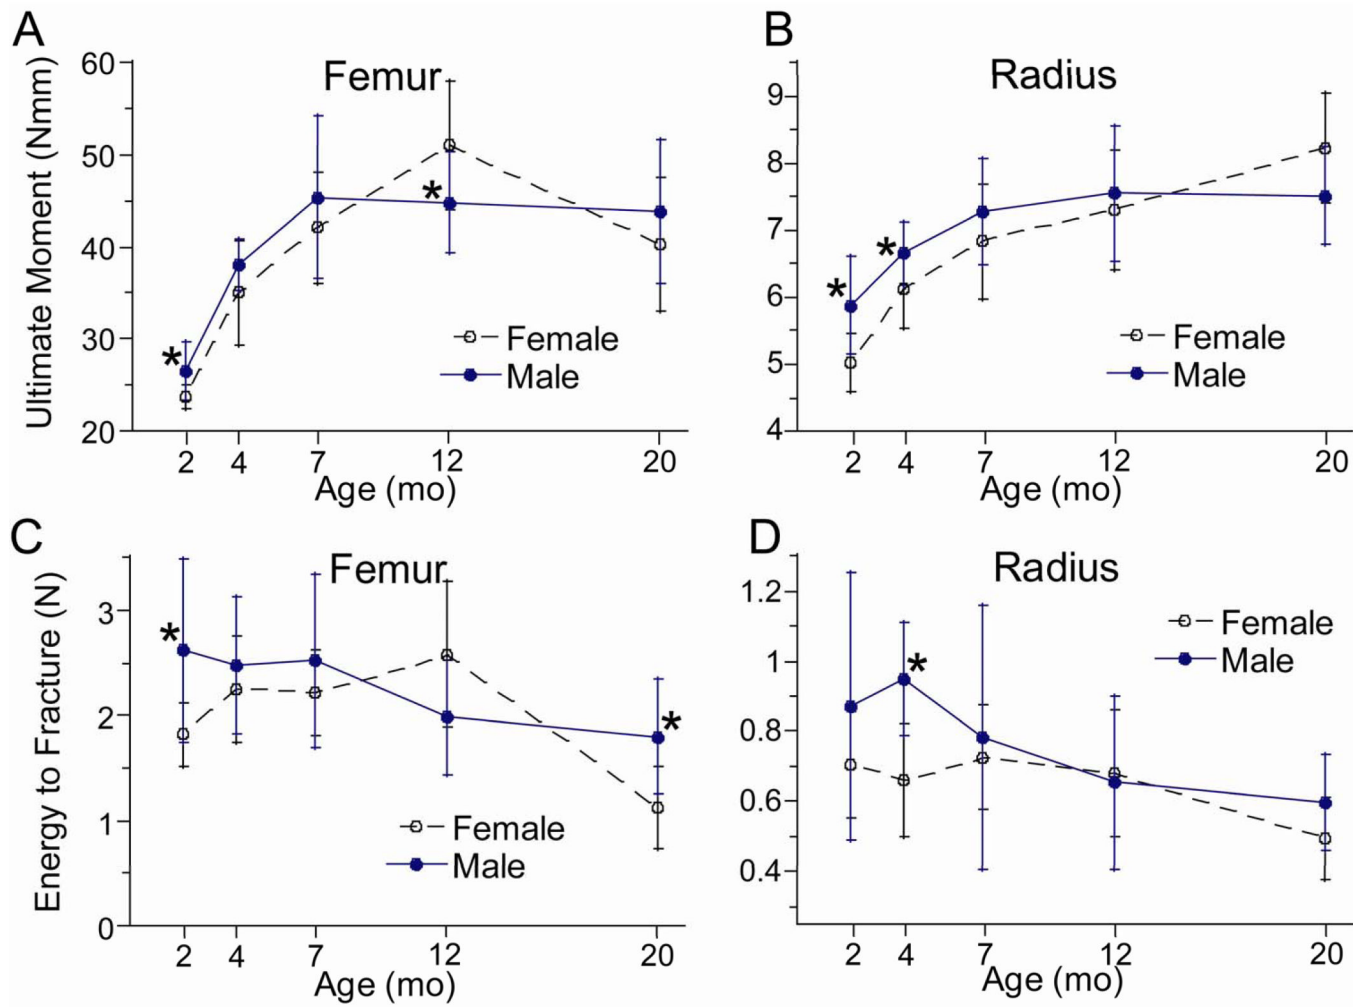 A
Femur
Ultimate Moment (Nmm)
60
50
40
30
20
*
*
Female
Male
2 4 7 12 20
Age (mo)
B
Radius
9
8
7
6
5
4
*
*
Female
Male
2 4 7 12 20
Age (mo)
C
Femur
Energy to Fracture (N)
3
2
1
0
*
*
Female
Male
2 4 7 12 20
Age (mo)
D
Radius
1.2
1
0.8
0.6
0.4
*
Female
Male
2 4 7 12 20
Age (mo)